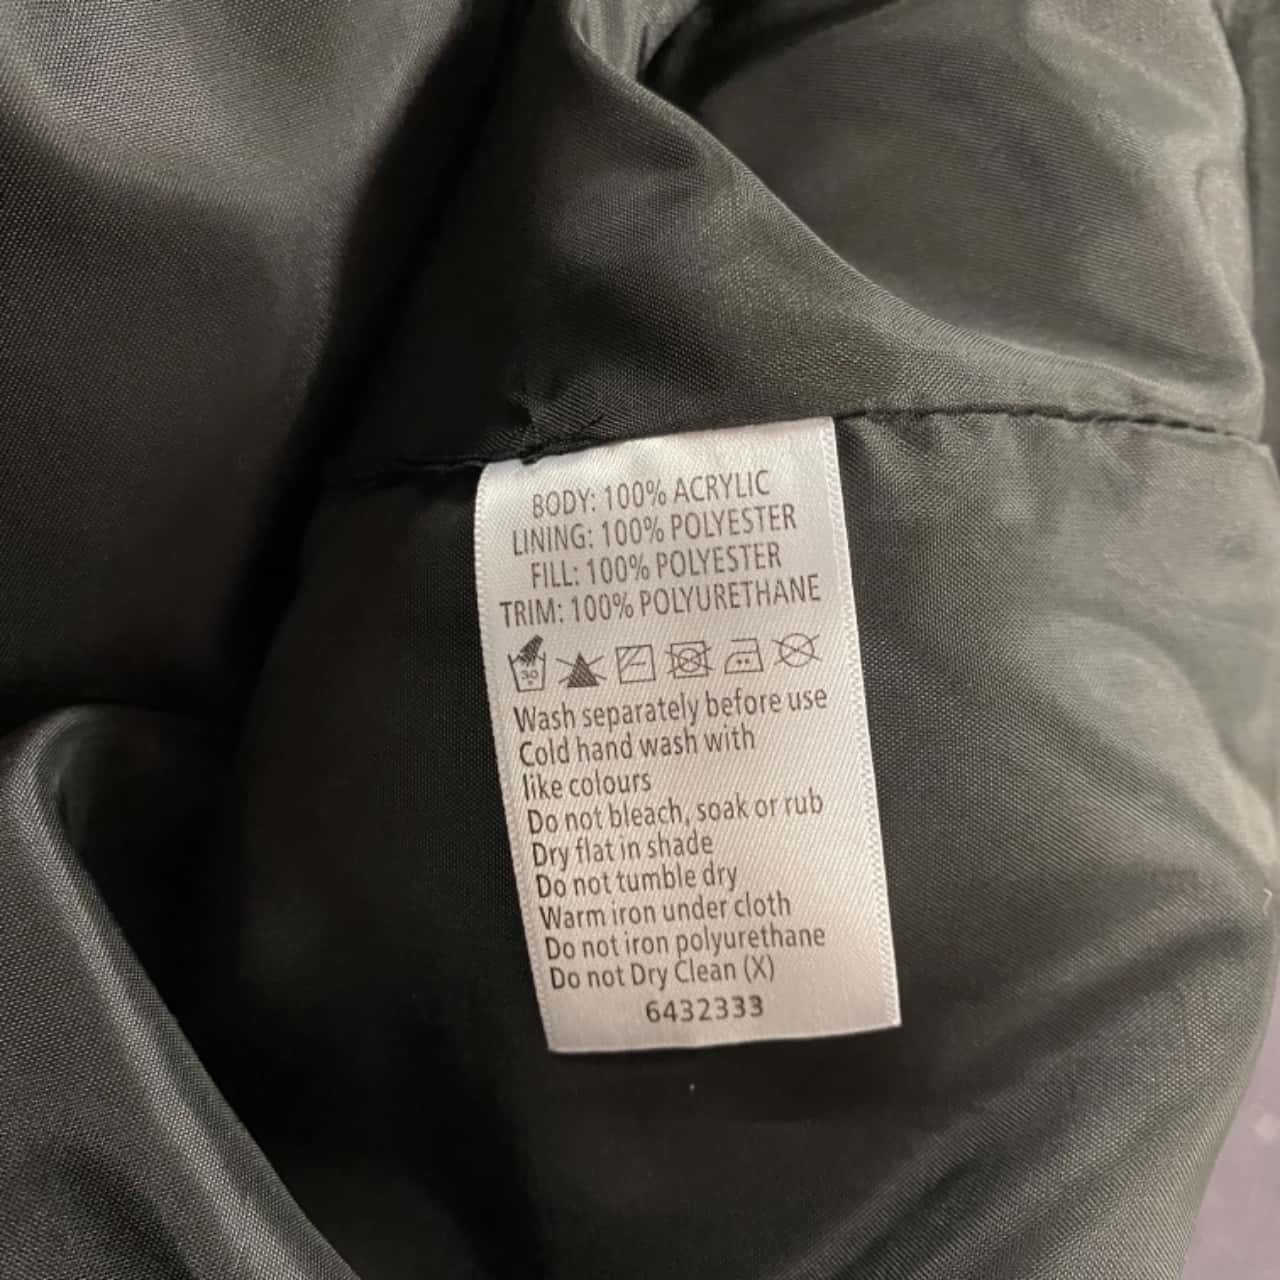 BODY: 100% ACRYLIC
LINING: 100% POLYESTER
FILL: 100% POLYESTER
TRIM: 100% POLYURETHANE
30
Wash separately before use
Cold hand wash with
like colours
Do not bleach, soak or rub
Dry flat in shade
Do not tumble dry
Warm iron under cloth
Do not iron polyurethane
Do not Dry Clean (X)
6432333